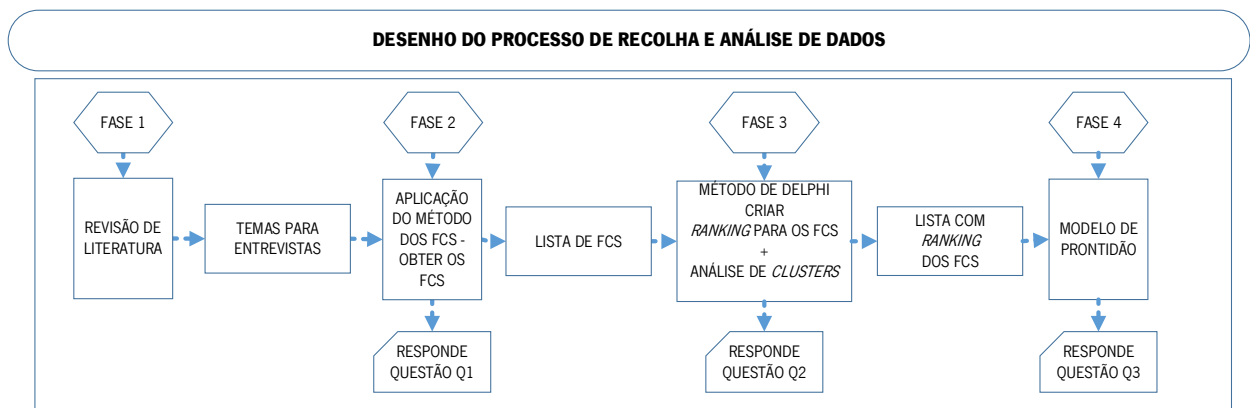 DESENHO DO PROCESSO DE RECOLHA E ANÁLISE DE DADOS
FASE 1
FASE 2
FASE 3
FASE 4
REVISÃO DE
LITERATURA
TEMAS PARA
ENTREVISTAS
APLICAÇÃO
DO MÉTODO
DOS FCS -
OBTER OS
FCS
LISTA DE FCS
MÉTODO DE DELPHI
CRIAR
RANKING PARA OS FCS
+
ANÁLISE DE CLUSTERS
LISTA COM
RANKING
DOS FCS
MODELO DE
PRONTIDÃO
RESPONDE
QUESTÃO Q1
RESPONDE
QUESTÃO Q2
RESPONDE
QUESTÃO Q3